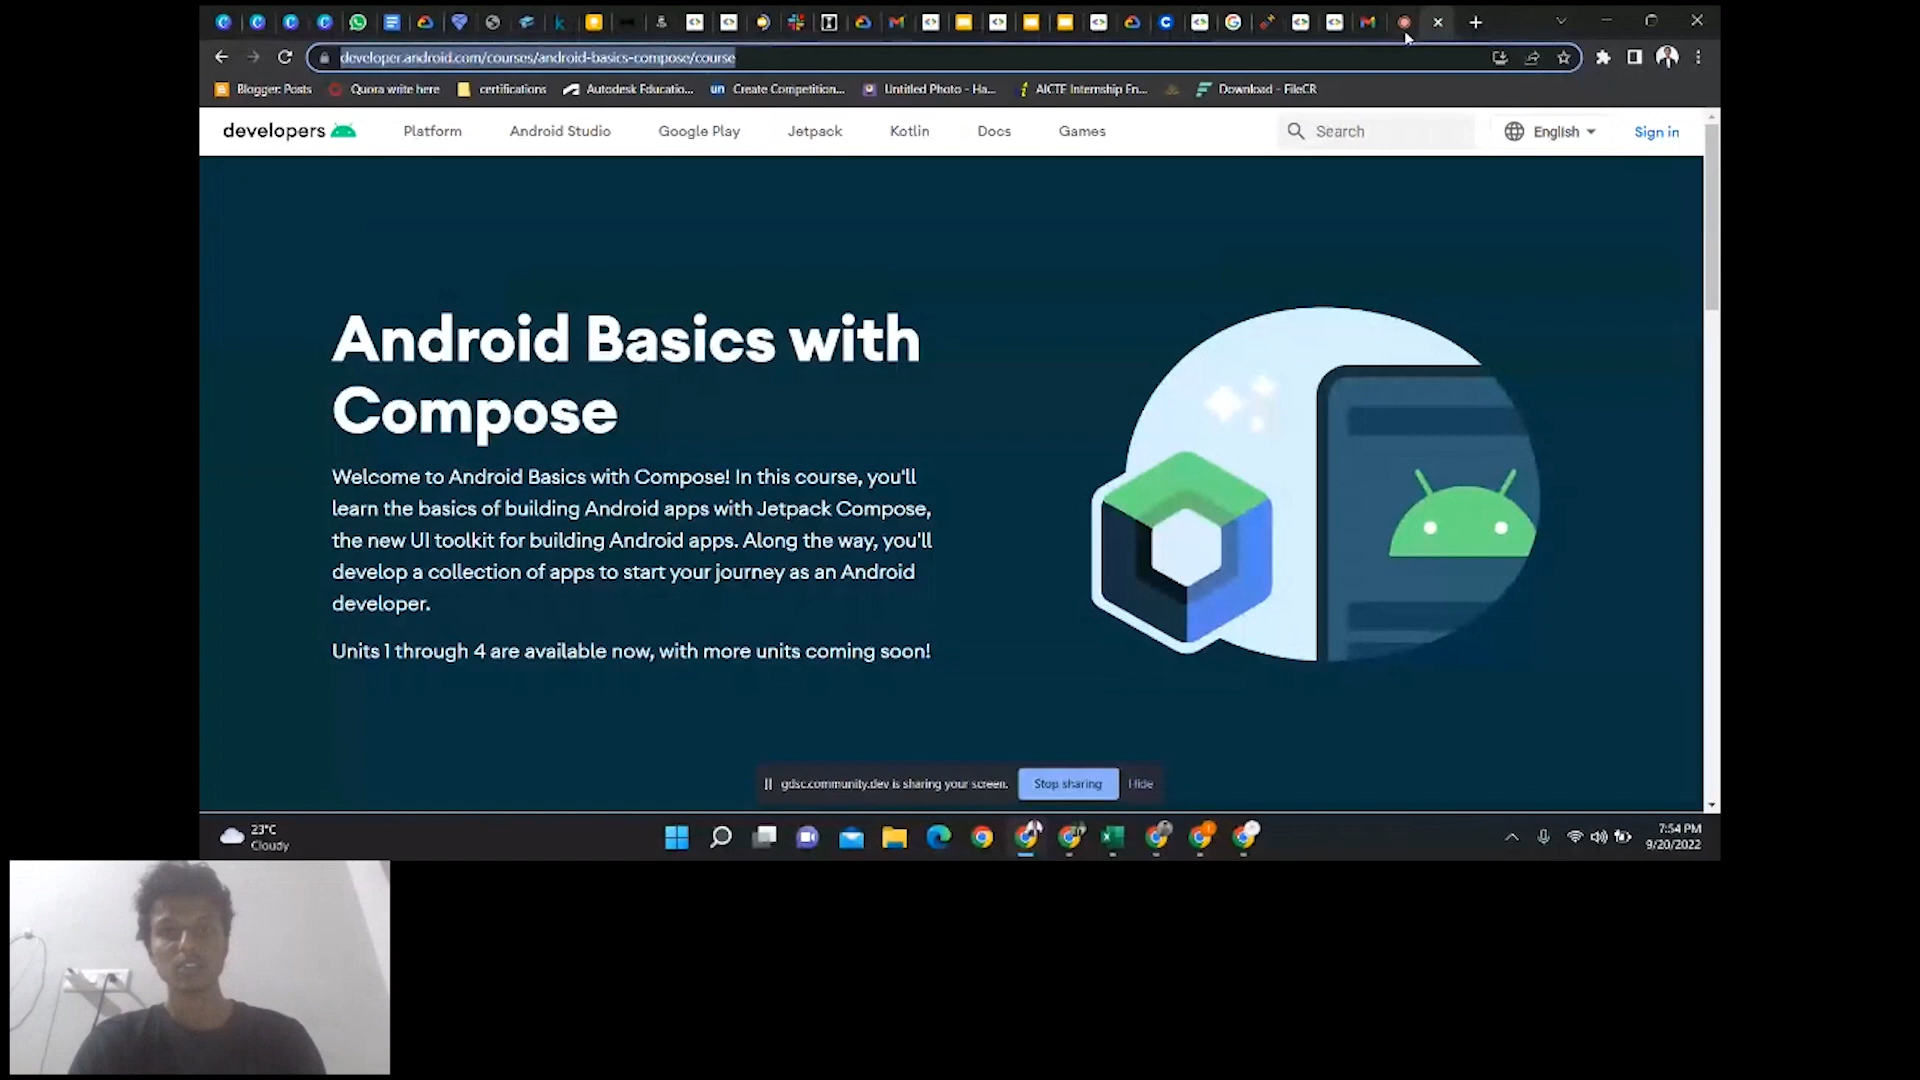 developer.android.com/courses/android-basics-compose/course
Blogger: Posts Quora write here certifications Autodesk Educatio... un Create Competition... Untitled Photo - Ha... AICTE Internship En... Download - FileCR
developers Platform Android Studio Google Play Jetpack Kotlin Docs Games Search English Sign in
Android Basics with
Compose
Welcome to Android Basics with Compose! In this course, you'll
learn the basics of building Android apps with Jetpack Compose,
the new UI toolkit for building Android apps. Along the way, you'll
develop a collection of apps to start your journey as an Android
developer.
Units 1 through 4 are available now, with more units coming soon!
gdsc.community.dev is sharing your screen. Stop sharing Hide
23°C
Cloudy
7:54 PM
9/20/2022